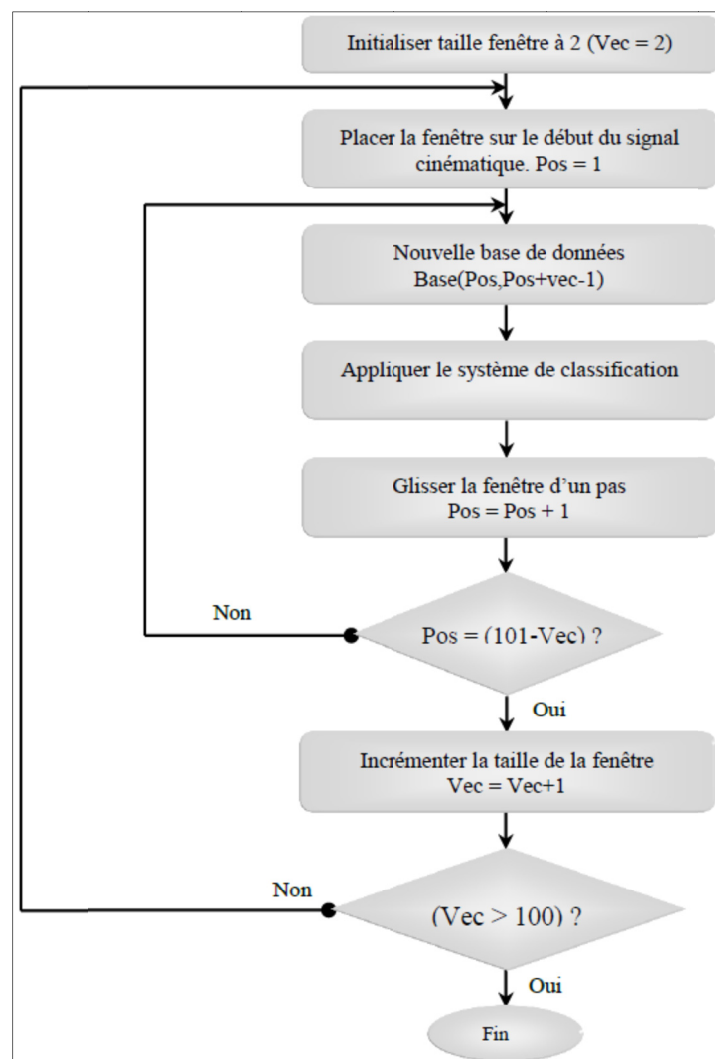 Initialiser taille fenêtre à 2 (Vec = 2)
Placer la fenêtre sur le début du signal
cinématique. Pos = 1
Nouvelle base de données
Base(Pos,Pos+vec-1)
Appliquer le système de classification
Glisser la fenêtre d’un pas
Pos = Pos + 1
Non
Pos = (101-Vec) ?
Oui
Incrémenter la taille de la fenêtre
Vec = Vec+1
Non
(Vec > 100) ?
Oui
Fin